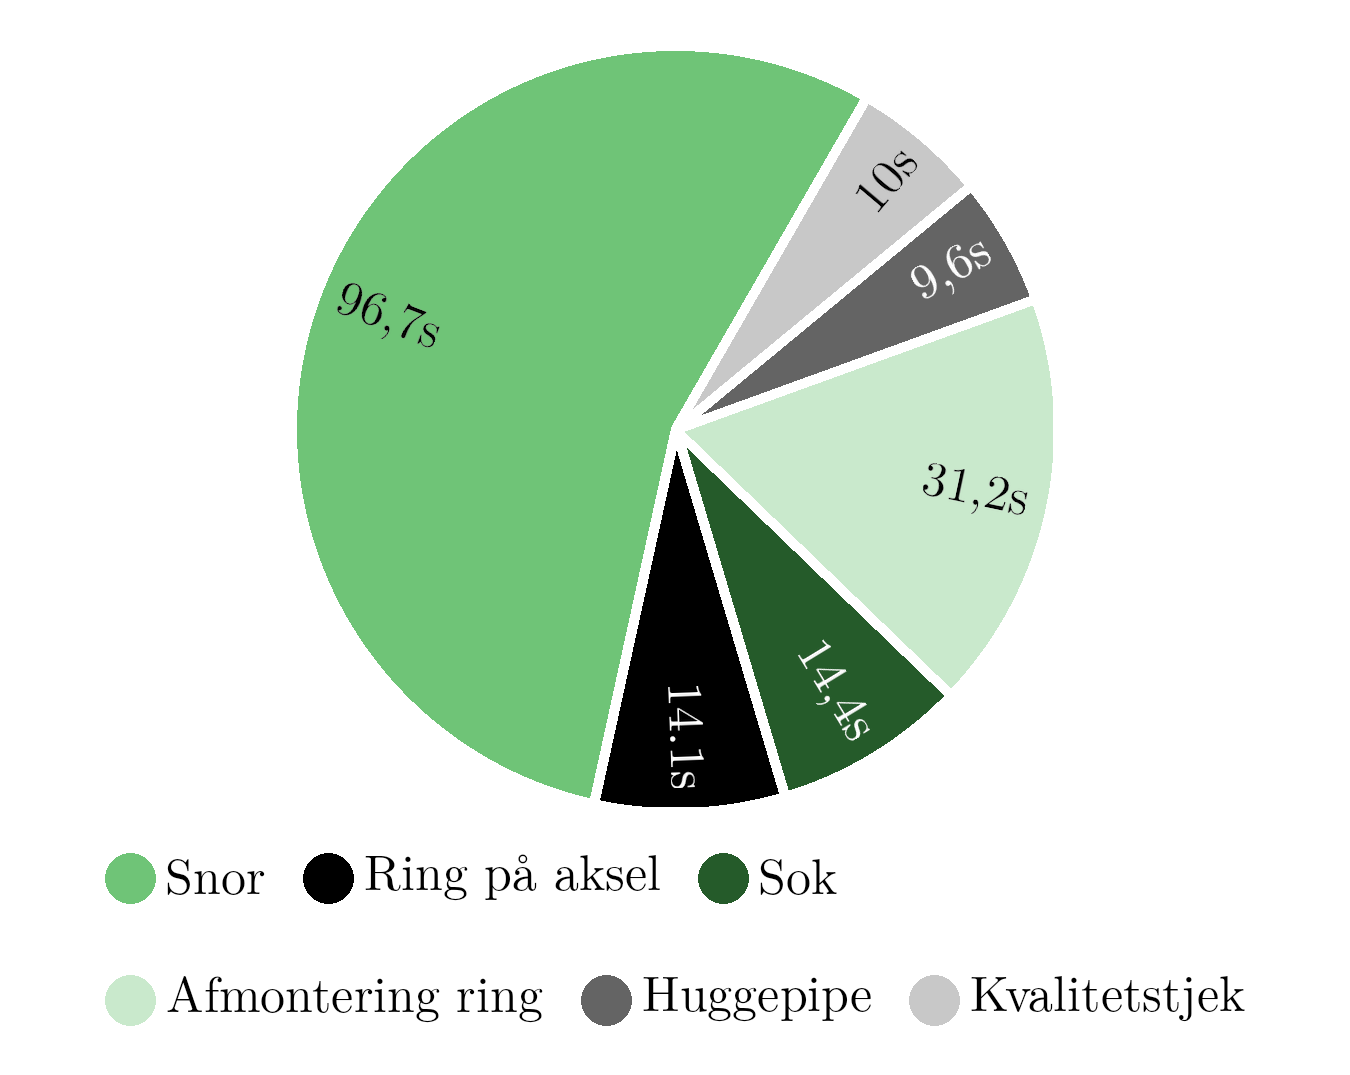 10s
9,6s
96,7s
31,2s
14,4s
14.1s
Snor
Ring på aksel
Sok
Afmontering ring
Huggepipe
Kvalitetstjek